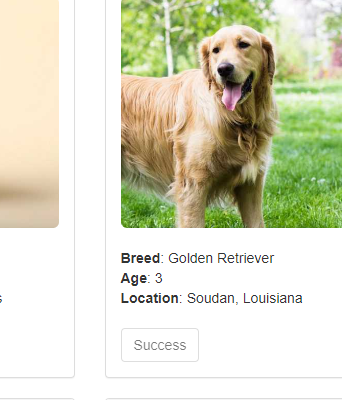 Breed: Golden Retriever
Age: 3
Location: Soudan, Louisiana
Success